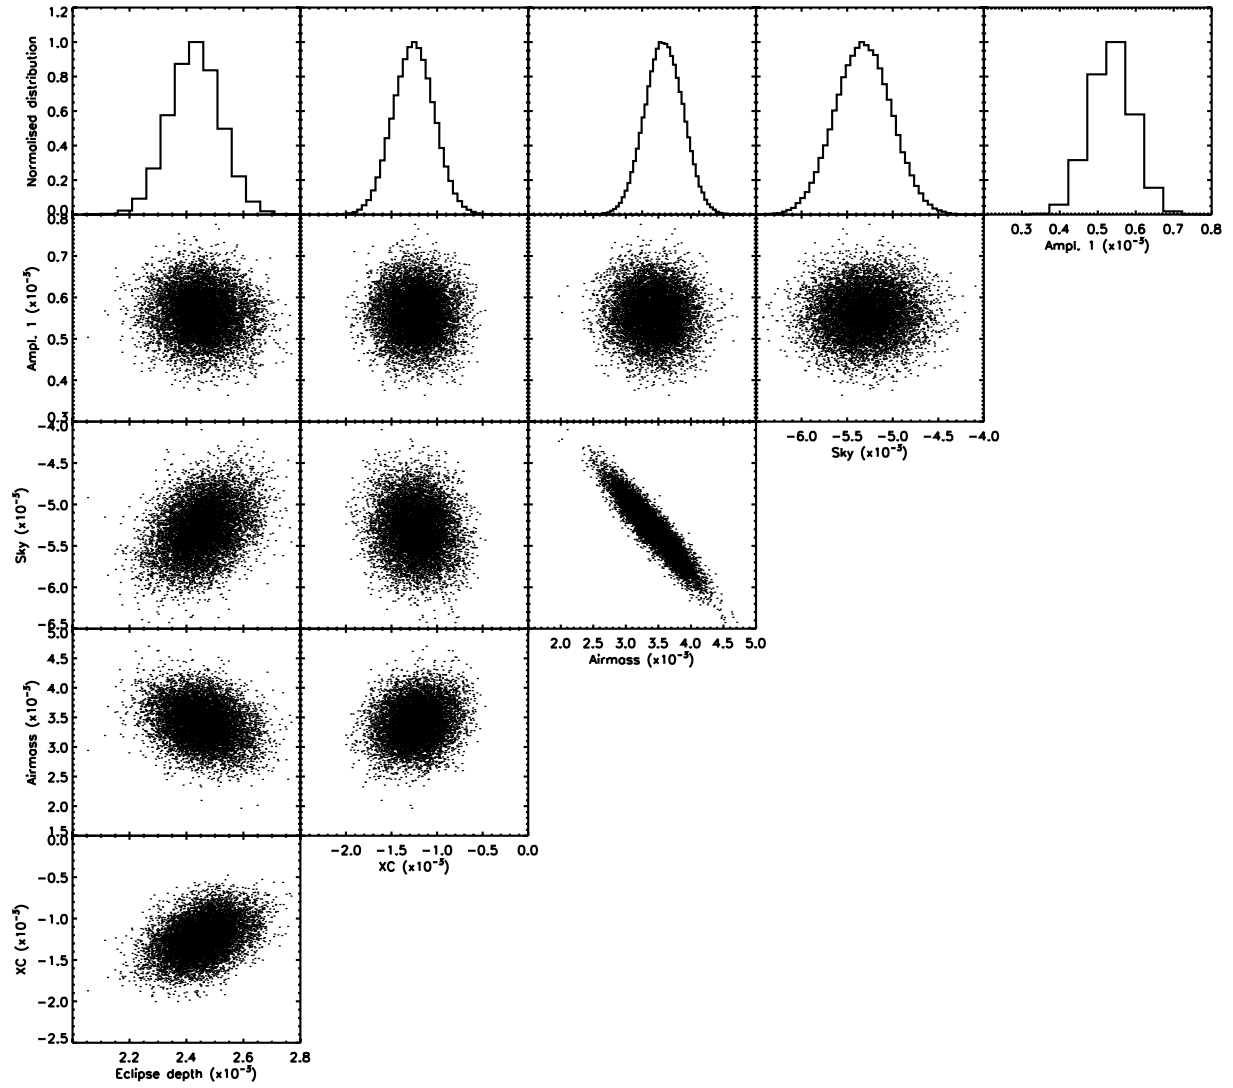 1.2
1.0
0.8
0.6
0.4
0.2
0.0
Normalised distribution
0.3 0.4 0.5 0.6 0.7 0.8
Ampl. 1 (x10⁻³)
0.8
0.7
0.6
0.5
0.4
0.3
Ampl. 1 (x10⁻³)
−6.0 −5.5 −5.0 −4.5 −4.0
Sky (x10⁻³)
−4.0
−4.5
−5.0
−5.5
−6.0
−6.5
Sky (x10⁻³)
2.0 2.5 3.0 3.5 4.0 4.5 5.0
Airmass (x10⁻³)
5.0
4.5
4.0
3.5
3.0
2.5
2.0
1.5
Airmass (x10⁻³)
−2.0 −1.5 −1.0 −0.5 0.0
XC (x10⁻³)
0.0
−0.5
−1.0
−1.5
−2.0
−2.5
XC (x10⁻³)
2.2 2.4 2.6 2.8
Eclipse depth (x10⁻³)